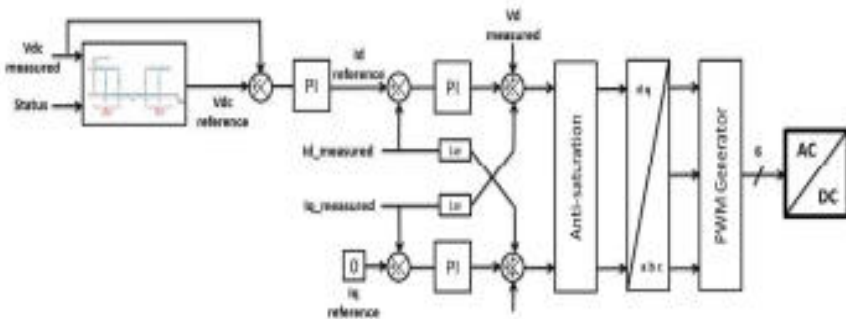 Vdc
measured
Status
Vdc
reference
PI
Id
reference
PI
Vd
measured
Id_measured
Lω
Iq_measured
Lω
0
Iq
reference
PI
Anti-saturation
d q
a b c
PWM Generator
6
AC
DC